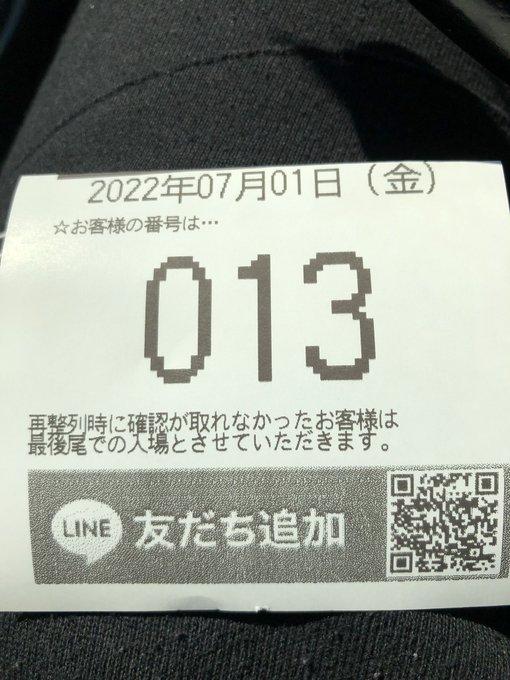 2022年07月01日(金)
☆お客様の番号は…
013
再整列時に確認が取れなかったお客様は
最後尾での入場とさせていただきます。
LINE 友だち追加